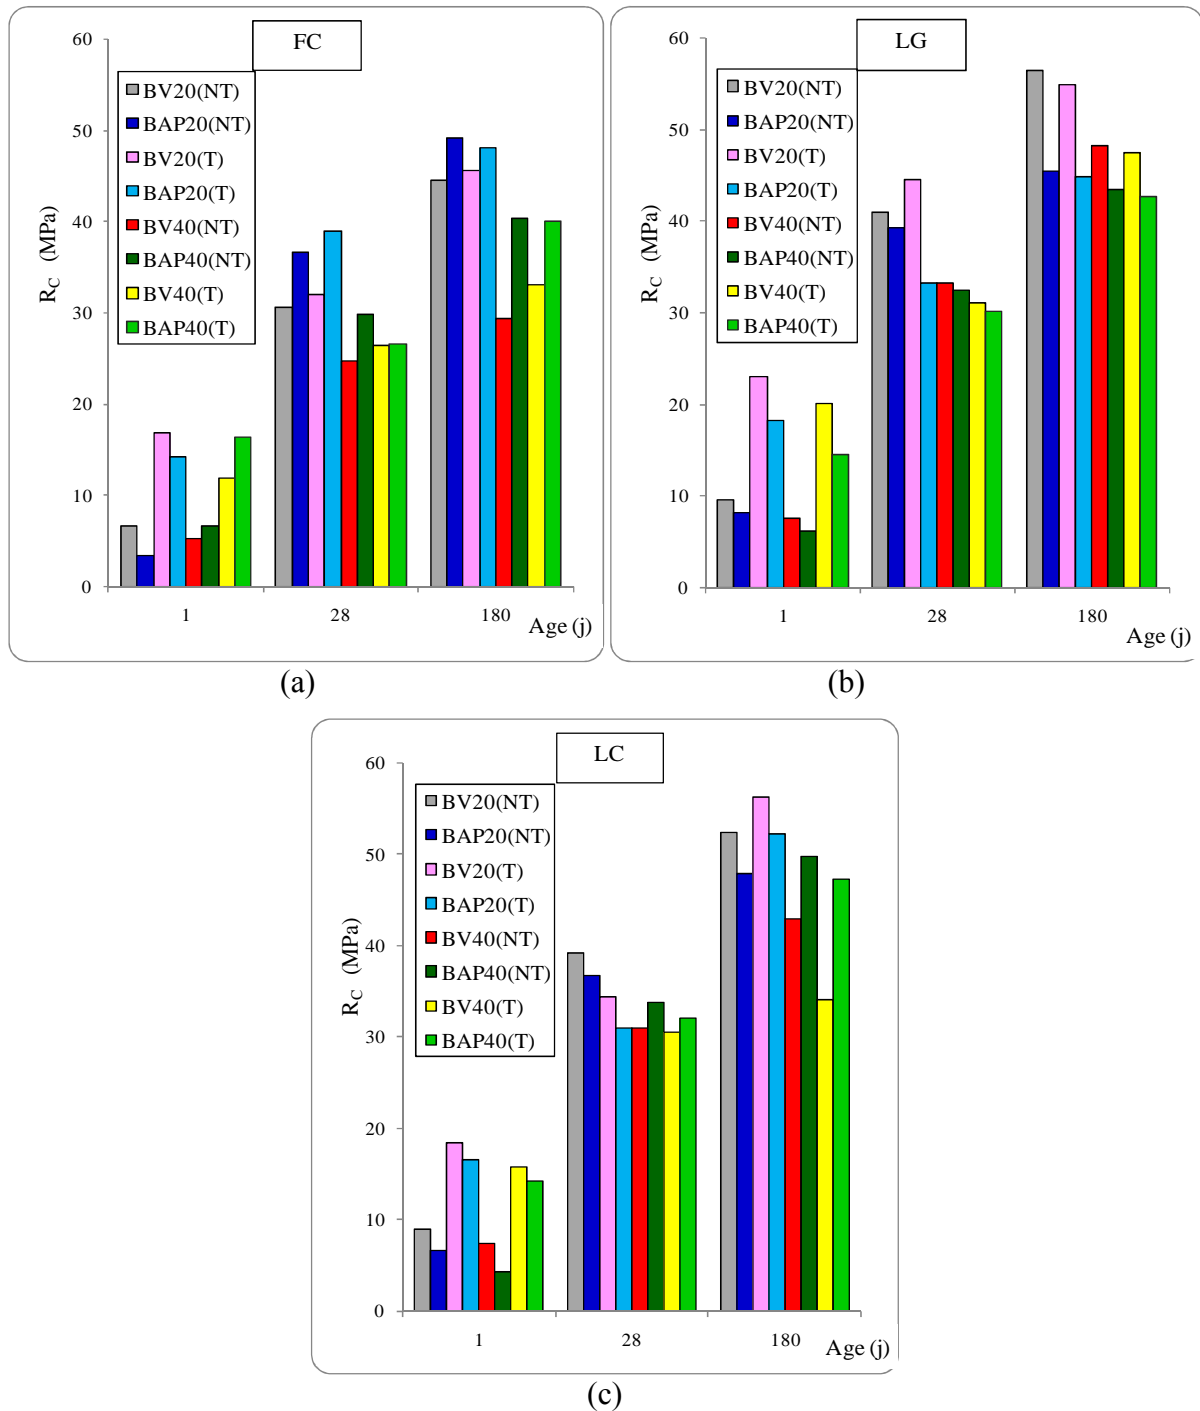 FC
60
50
40
30
20
10
0
R_C (MPa)
BV20(NT)
BAP20(NT)
BV20(T)
BAP20(T)
BV40(NT)
BAP40(NT)
BV40(T)
BAP40(T)
1 28 180
Age (j)
(a)
LG
60
50
40
30
20
10
0
R_C (MPa)
BV20(NT)
BAP20(NT)
BV20(T)
BAP20(T)
BV40(NT)
BAP40(NT)
BV40(T)
BAP40(T)
1 28 180
Age (j)
(b)
LC
60
50
40
30
20
10
0
R_C (MPa)
BV20(NT)
BAP20(NT)
BV20(T)
BAP20(T)
BV40(NT)
BAP40(NT)
BV40(T)
BAP40(T)
1 28 180
Age (j)
(c)